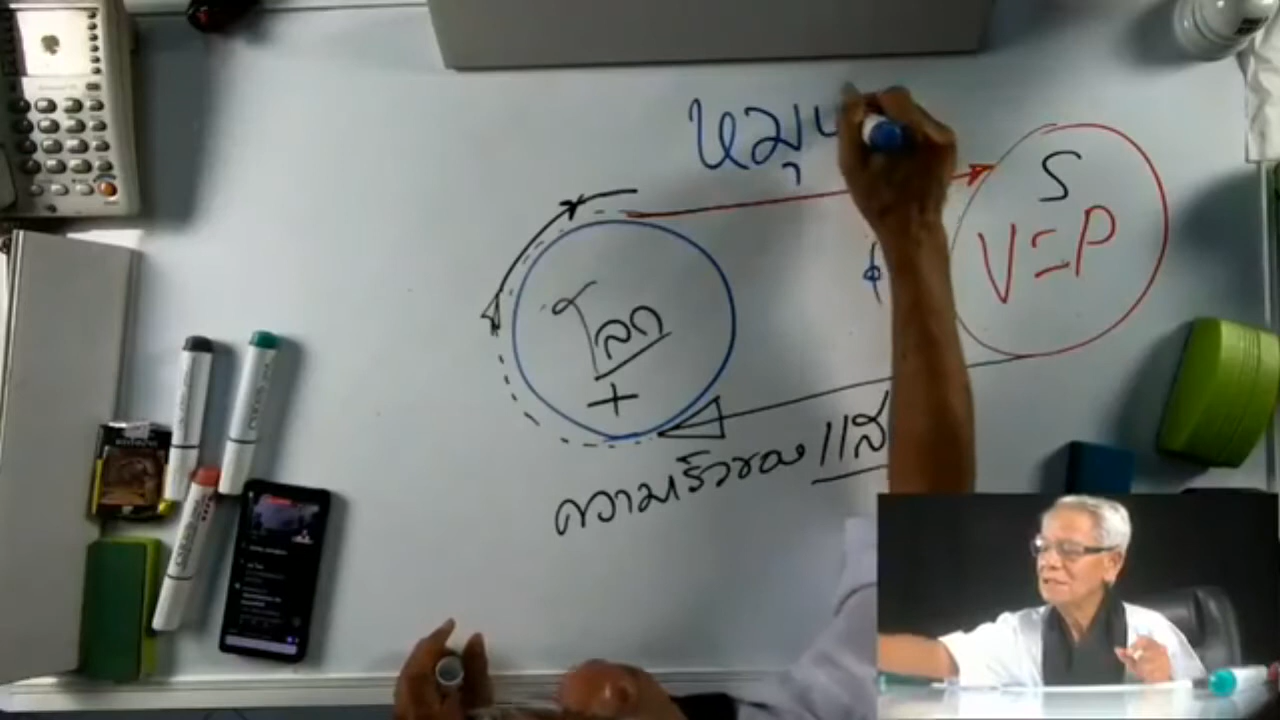 หมุน
S
V=P
φ
โลก
+
ความเร็วของแส